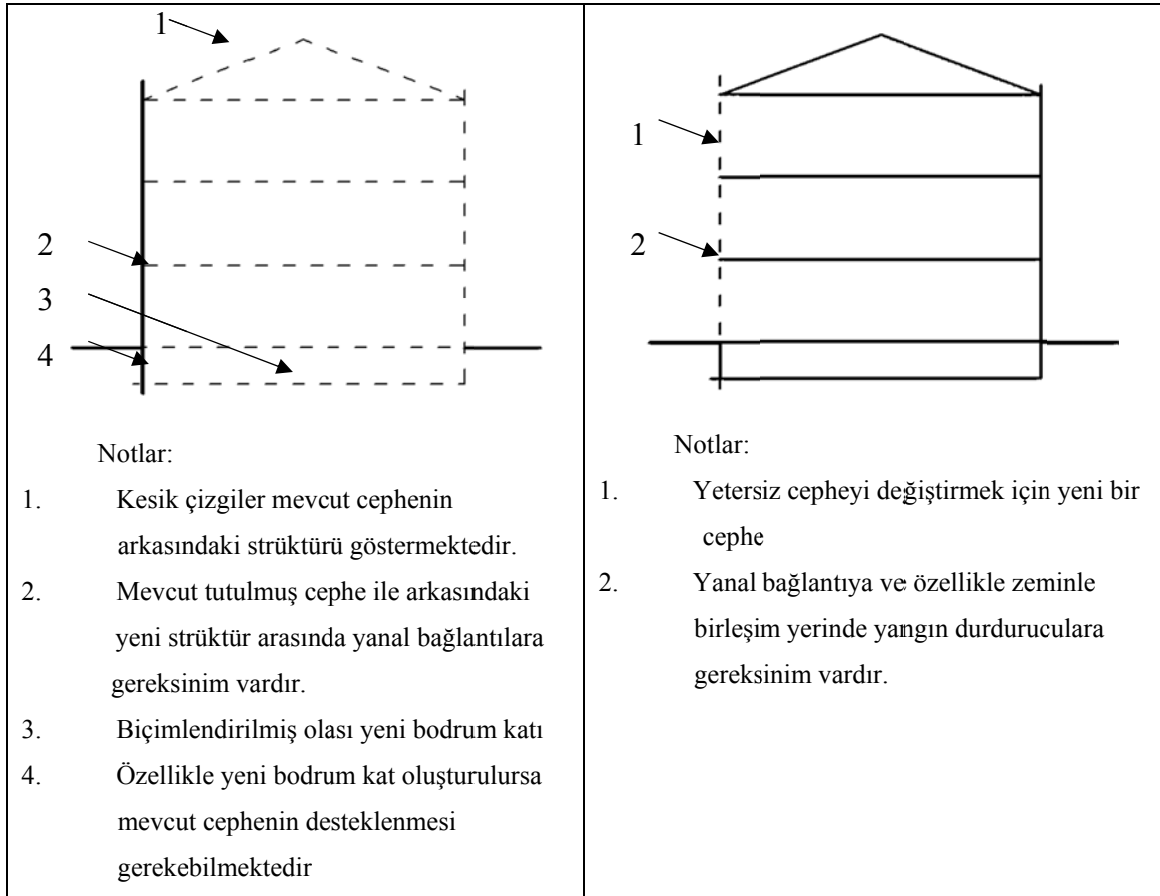 1
2
3
4
Notlar:
1. Kesik çizgiler mevcut cephenin
arkasındaki strüktürü göstermektedir.
2. Mevcut tutulmuş cephe ile arkasındaki
yeni strüktür arasında yanal bağlantılara
gereksinim vardır.
3. Biçimlendirilmiş olası yeni bodrum katı
4. Özellikle yeni bodrum kat oluşturulursa
mevcut cephenin desteklenmesi
gerekebilmektedir
1
2
Notlar:
1. Yetersiz cepheyi değiştirmek için yeni bir
cephe
2. Yanal bağlantıya ve özellikle zeminle
birleşim yerinde yangın durduruculara
gereksinim vardır.